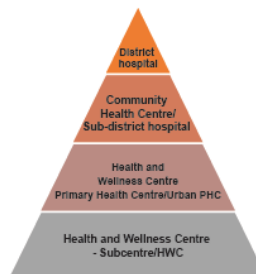 District
hospital
Community
Health Centre/
Sub-district hospital
Health and
Wellness Centre
Primary Health Centre/Urban PHC
Health and Wellness Centre
- Subcentre/HWC